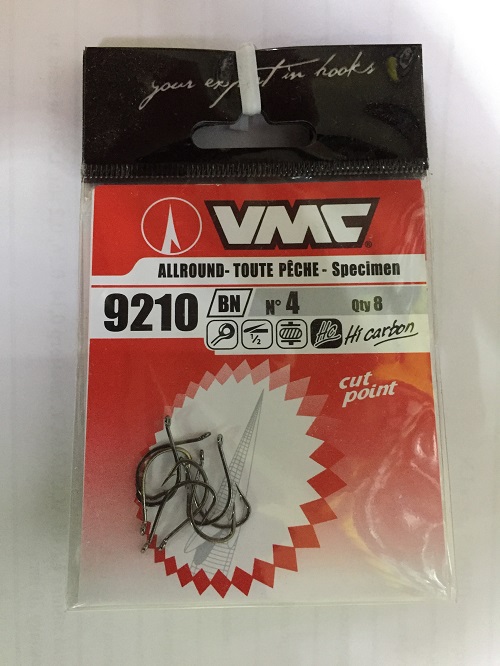 your expert in hooks
VMC®
ALLROUND- TOUTE PÊCHE - Specimen
9210 BN N° 4 Qty 8
1/2 Hi carbon
cut
point